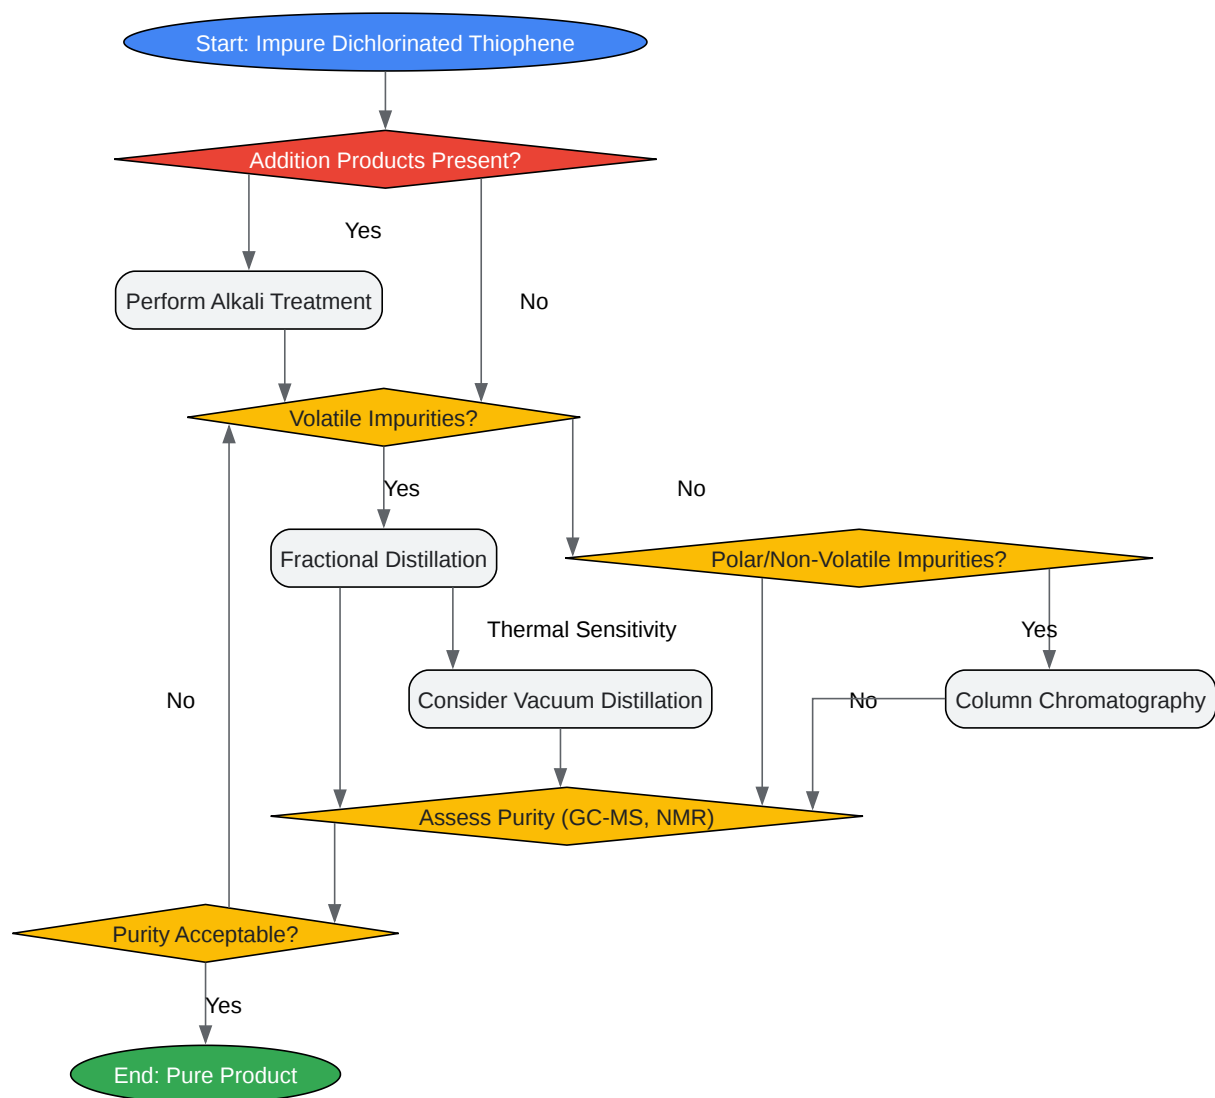 Start: Impure Dichlorinated Thiophene
Addition Products Present?
Yes
Perform Alkali Treatment
No
Volatile Impurities?
Yes
No
Fractional Distillation
Polar/Non-Volatile Impurities?
Thermal Sensitivity
Yes
No
Consider Vacuum Distillation
No
Column Chromatography
Assess Purity (GC-MS, NMR)
Purity Acceptable?
Yes
End: Pure Product